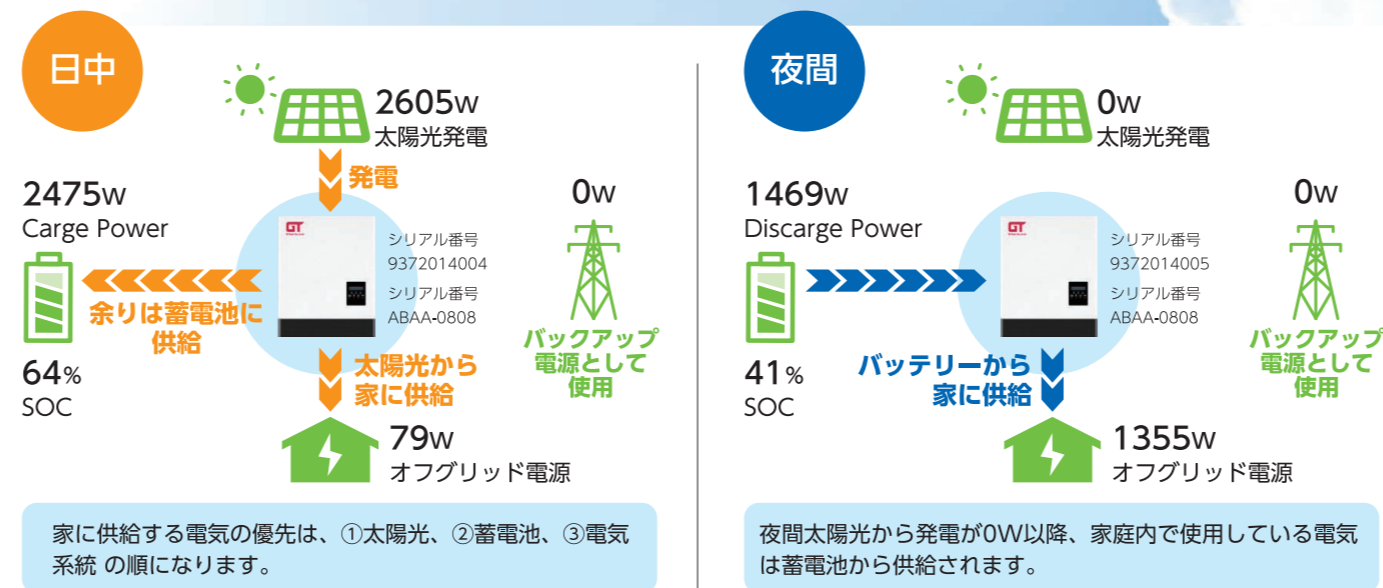 日中
2605W
太陽光発電
発電
2475W
Carge Power
0W
GT
シリアル番号
9372014004
シリアル番号
ABAA-0808
余りは蓄電池に
供給
バックアップ
電源として
使用
64%
SOC
太陽光から
家に供給
79W
オフグリッド電源
家に供給する電気の優先は、①太陽光、②蓄電池、③電気
系統 の順になります。
夜間
0W
太陽光発電
1469W
Discarge Power
0W
GT
シリアル番号
9372014005
シリアル番号
ABAA-0808
バックアップ
電源として
使用
41%
SOC
バッテリーから
家に供給
1355W
オフグリッド電源
夜間太陽光から発電が0W以降、家庭内で使用している電気
は蓄電池から供給されます。